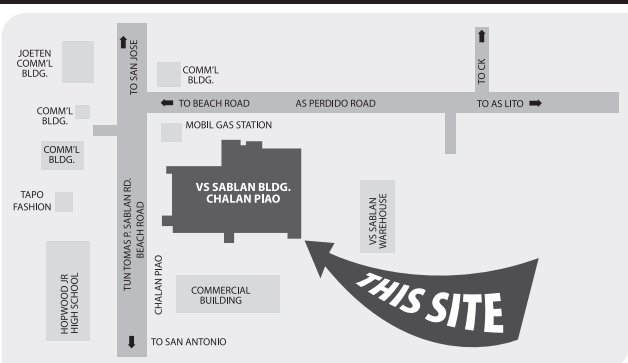 JOETEN
COMM'L
BLDG.
TO SAN JOSE
COMM'L
BLDG.
TO CK
TO BEACH ROAD
AS PERDIDO ROAD
TO AS LITO
COMM'L
BLDG.
MOBIL GAS STATION
COMM'L
BLDG.
VS SABLAN BLDG.
CHALAN PIAO
TAPO
FASHION
TUN TOMAS P. SABLAN RD.
BEACH ROAD
VS SABLAN
WAREHOUSE
CHALAN PIAO
HOPWOOD JR
HIGH SCHOOL
COMMERCIAL
BUILDING
THIS SITE
TO SAN ANTONIO